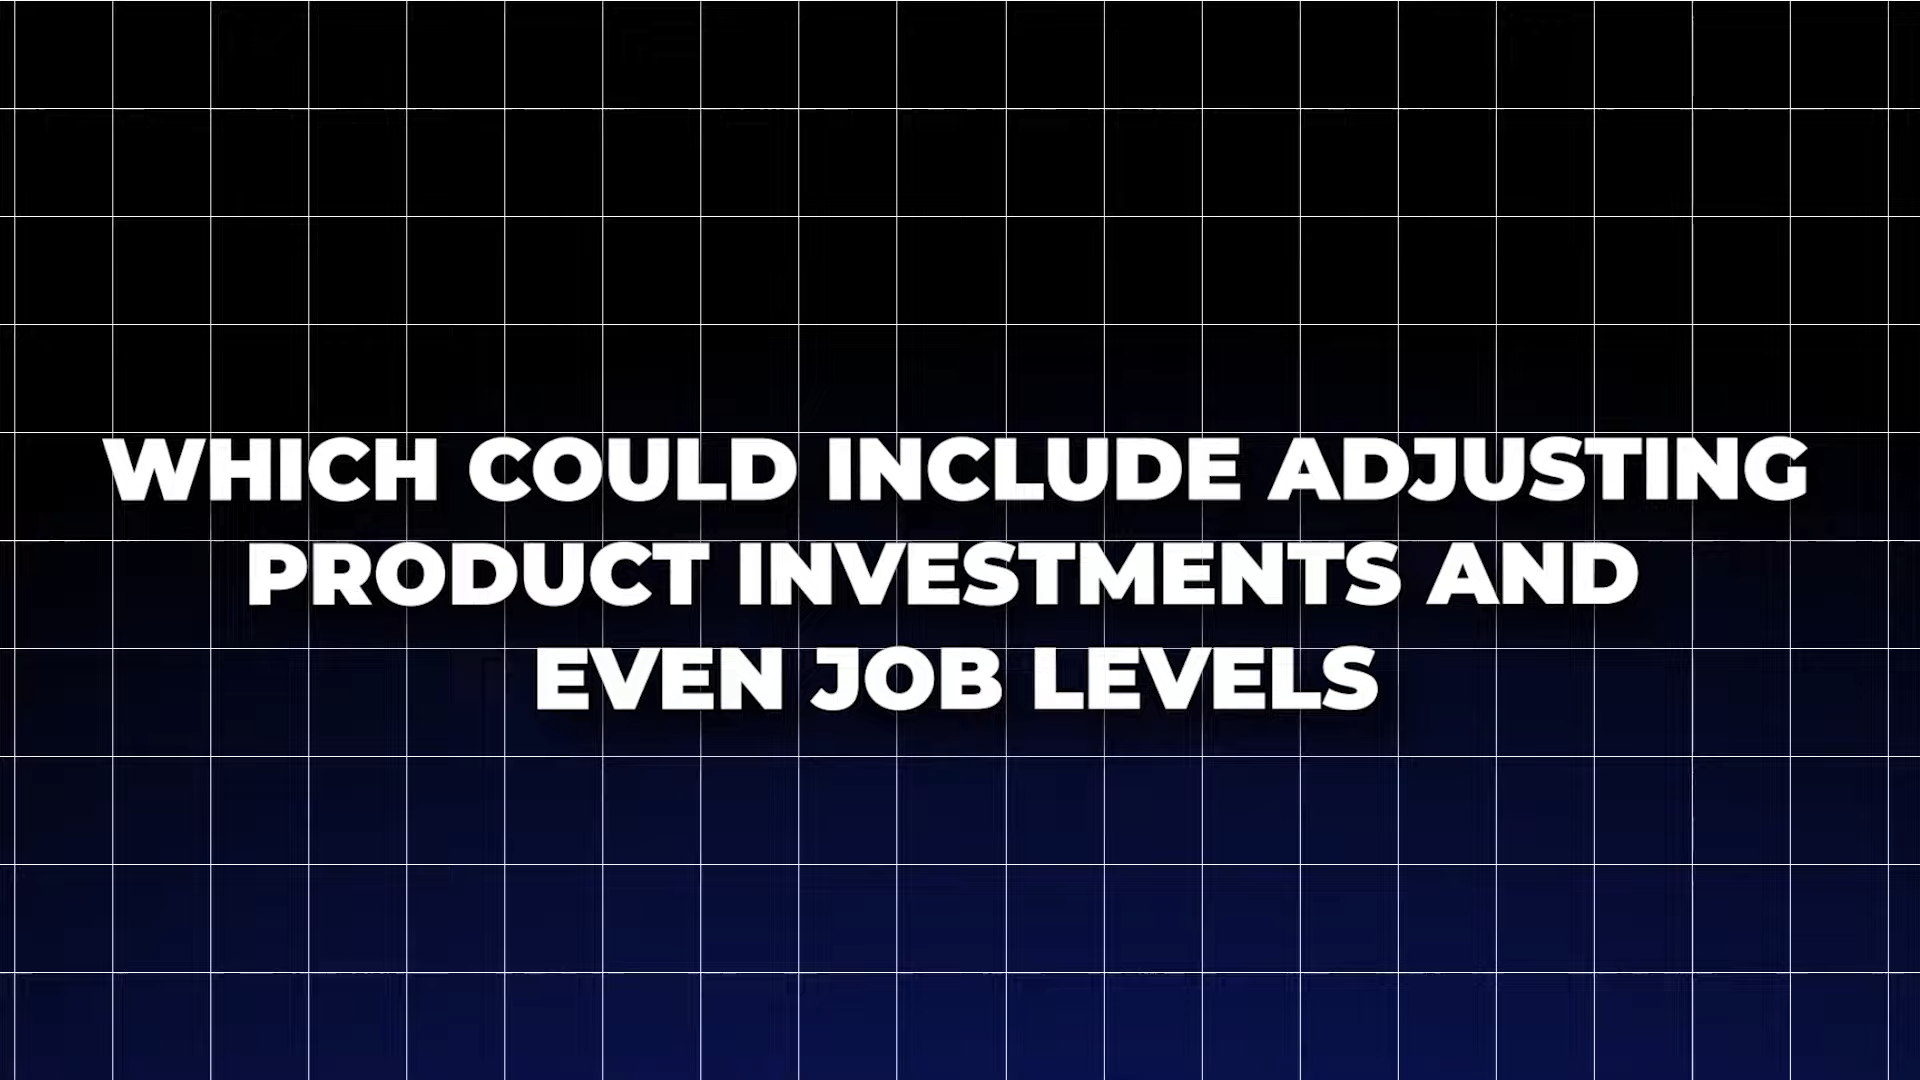 WHICH COULD INCLUDE ADJUSTING
PRODUCT INVESTMENTS AND
EVEN JOB LEVELS